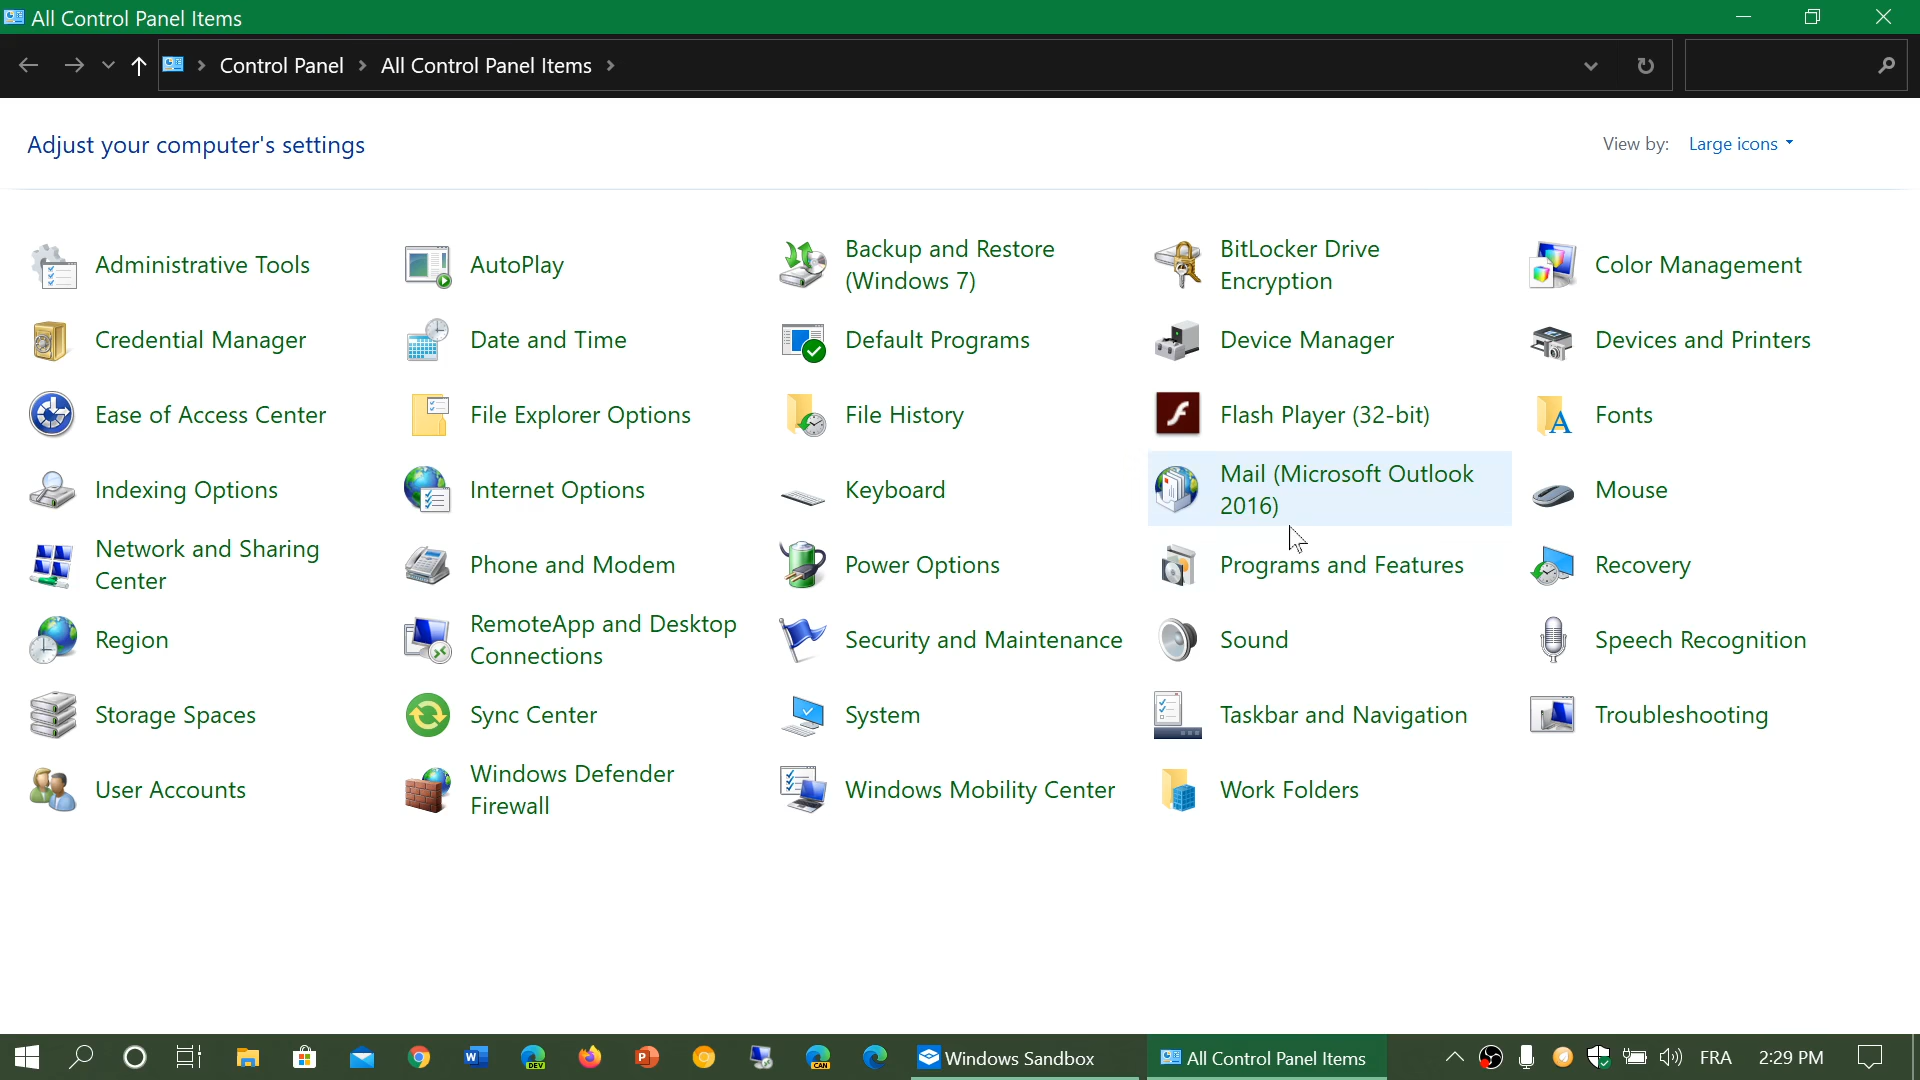 All Control Panel Items
Control Panel
All Control Panel Items
Adjust your computer's settings
View by:
Large icons
Administrative Tools
AutoPlay
Backup and Restore
(Windows 7)
BitLocker Drive
Encryption
Color Management
Credential Manager
Date and Time
Default Programs
Device Manager
Devices and Printers
Ease of Access Center
File Explorer Options
File History
Flash Player (32-bit)
Fonts
Indexing Options
Internet Options
Keyboard
Mail (Microsoft Outlook
2016)
Mouse
Network and Sharing
Center
Phone and Modem
Power Options
Programs and Features
Recovery
Region
RemoteApp and Desktop
Connections
Security and Maintenance
Sound
Speech Recognition
Storage Spaces
Sync Center
System
Taskbar and Navigation
Troubleshooting
User Accounts
Windows Defender
Firewall
Windows Mobility Center
Work Folders
DEV
CAN
Windows Sandbox
All Control Panel Items
FRA
2:29 PM